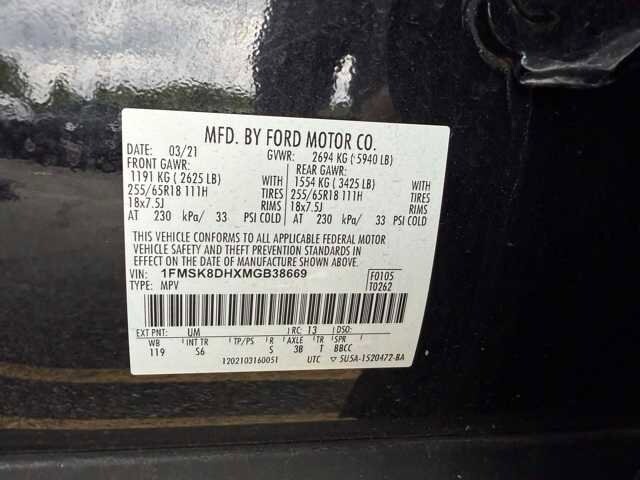 MFD. BY FORD MOTOR CO.
DATE: 03/21 GVWR: 2694 KG (5940 LB)
FRONT GAWR: REAR GAWR:
1191 KG (2625 LB) 1554 KG (3425 LB)
255/65R18 111H TIRES 255/65R18 111H TIRES
18x7.5J RIMS 18x7.5J RIMS
AT 230 kPa/ 33 PSI COLD AT 230 kPa/ 33 PSI COLD
THIS VEHICLE CONFORMS TO ALL APPLICABLE FEDERAL MOTOR
VEHICLE SAFETY AND THEFT PREVENTION STANDARDS IN
EFFECT ON THE DATE OF MANUFACTURE SHOWN ABOVE.
VIN: 1FMSK8DHXMGB38669 F0105
TYPE: MPV T0262
EXT PNT: UM RC: 13 DSO:
WB INT TR TP/PS R AXLE TR SPR
119 S6 S 3B T BBCC
1202103160051 UTC ▽ 5U5A-1520472-BA